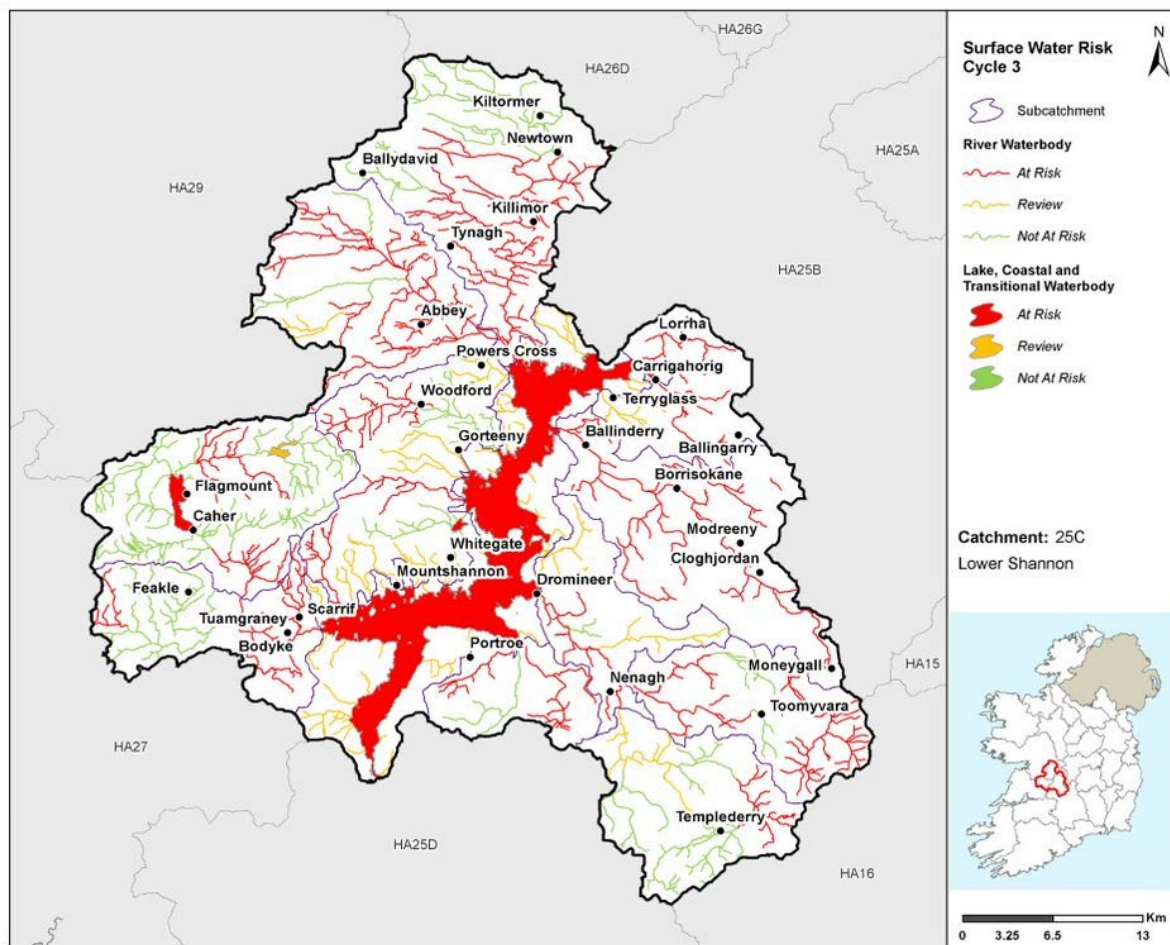 HA26G
HA26D
HA25A
HA29
HA25B
HA15
HA27
HA25D
HA16
Kiltormer
Newtown
Ballydavid
Killimor
Tynagh
Abbey
Lorrha
Powers Cross
Carrigahorig
Woodford
Terryglass
Gorteeny
Ballinderry
Ballingarry
Borrisokane
Flagmount
Caher
Modreeny
Whitegate
Cloghjordan
Mountshannon
Dromineer
Feakle
Scarrif
Tuamgraney
Bodyke
Portroe
Moneygall
Nenagh
Toomyvara
Templederry
Surface Water Risk
Cycle 3
N
Subcatchment
River Waterbody
At Risk
Review
Not At Risk
Lake, Coastal and
Transitional Waterbody
At Risk
Review
Not At Risk
Catchment: 25C
Lower Shannon
Km
0 3.25 6.5 13